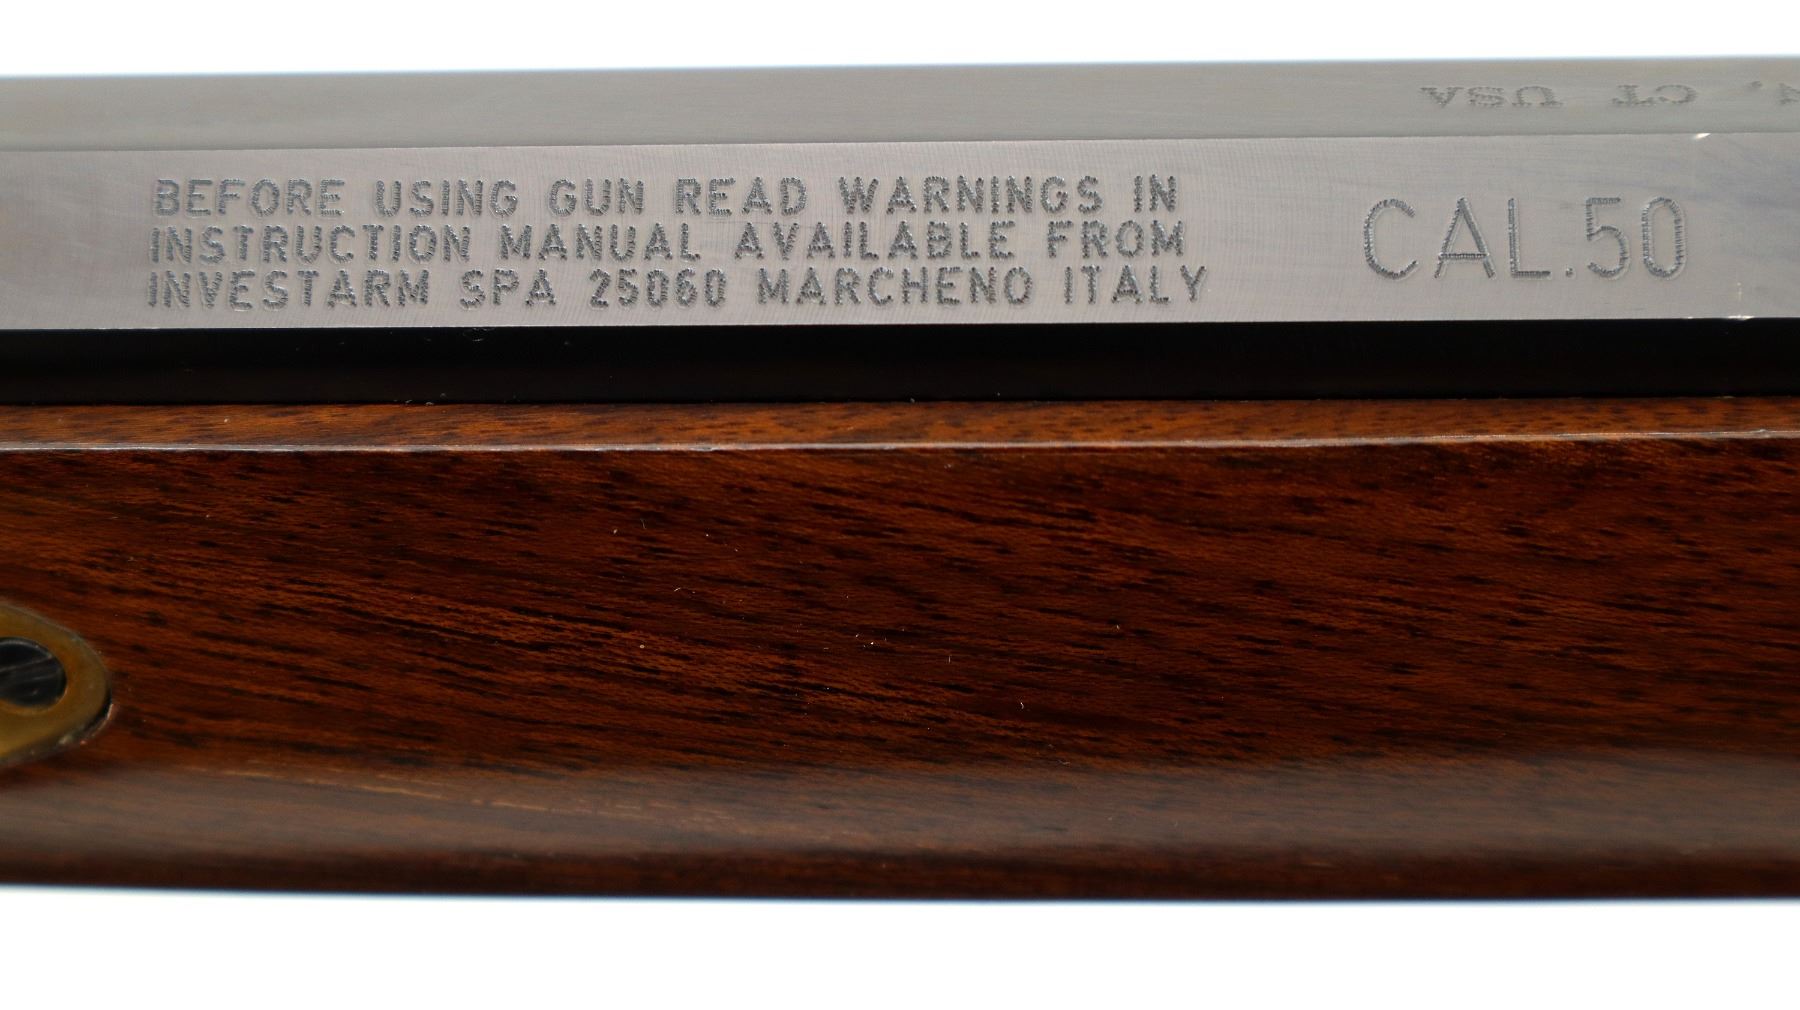 CT USA
BEFORE USING GUN READ WARNINGS IN
INSTRUCTION MANUAL AVAILABLE FROM
INVESTARM SPA 25060 MARCHENO ITALY
CAL.50